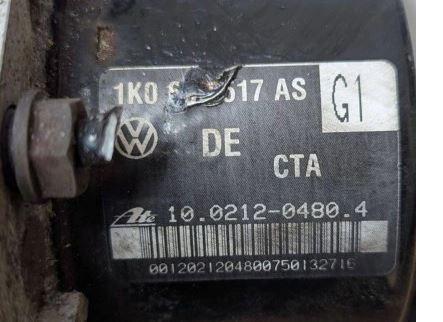 1K0 517 AS
G1
DE
CTA
Ate 10.0212-0480.4
0012021204800750132716